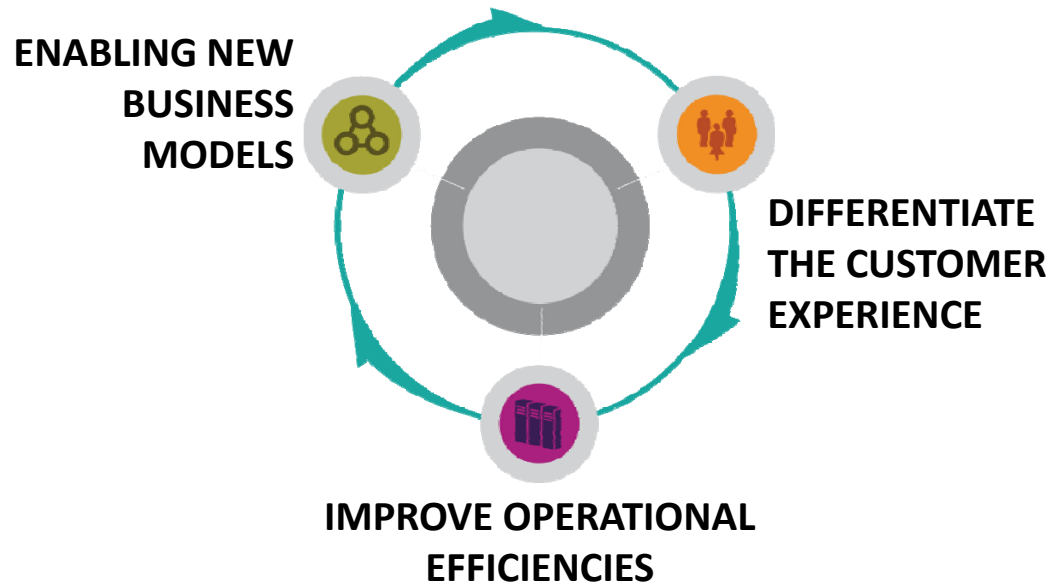 ENABLING NEW
BUSINESS
MODELS
DIFFERENTIATE
THE CUSTOMER
EXPERIENCE
IMPROVE OPERATIONAL
EFFICIENCIES